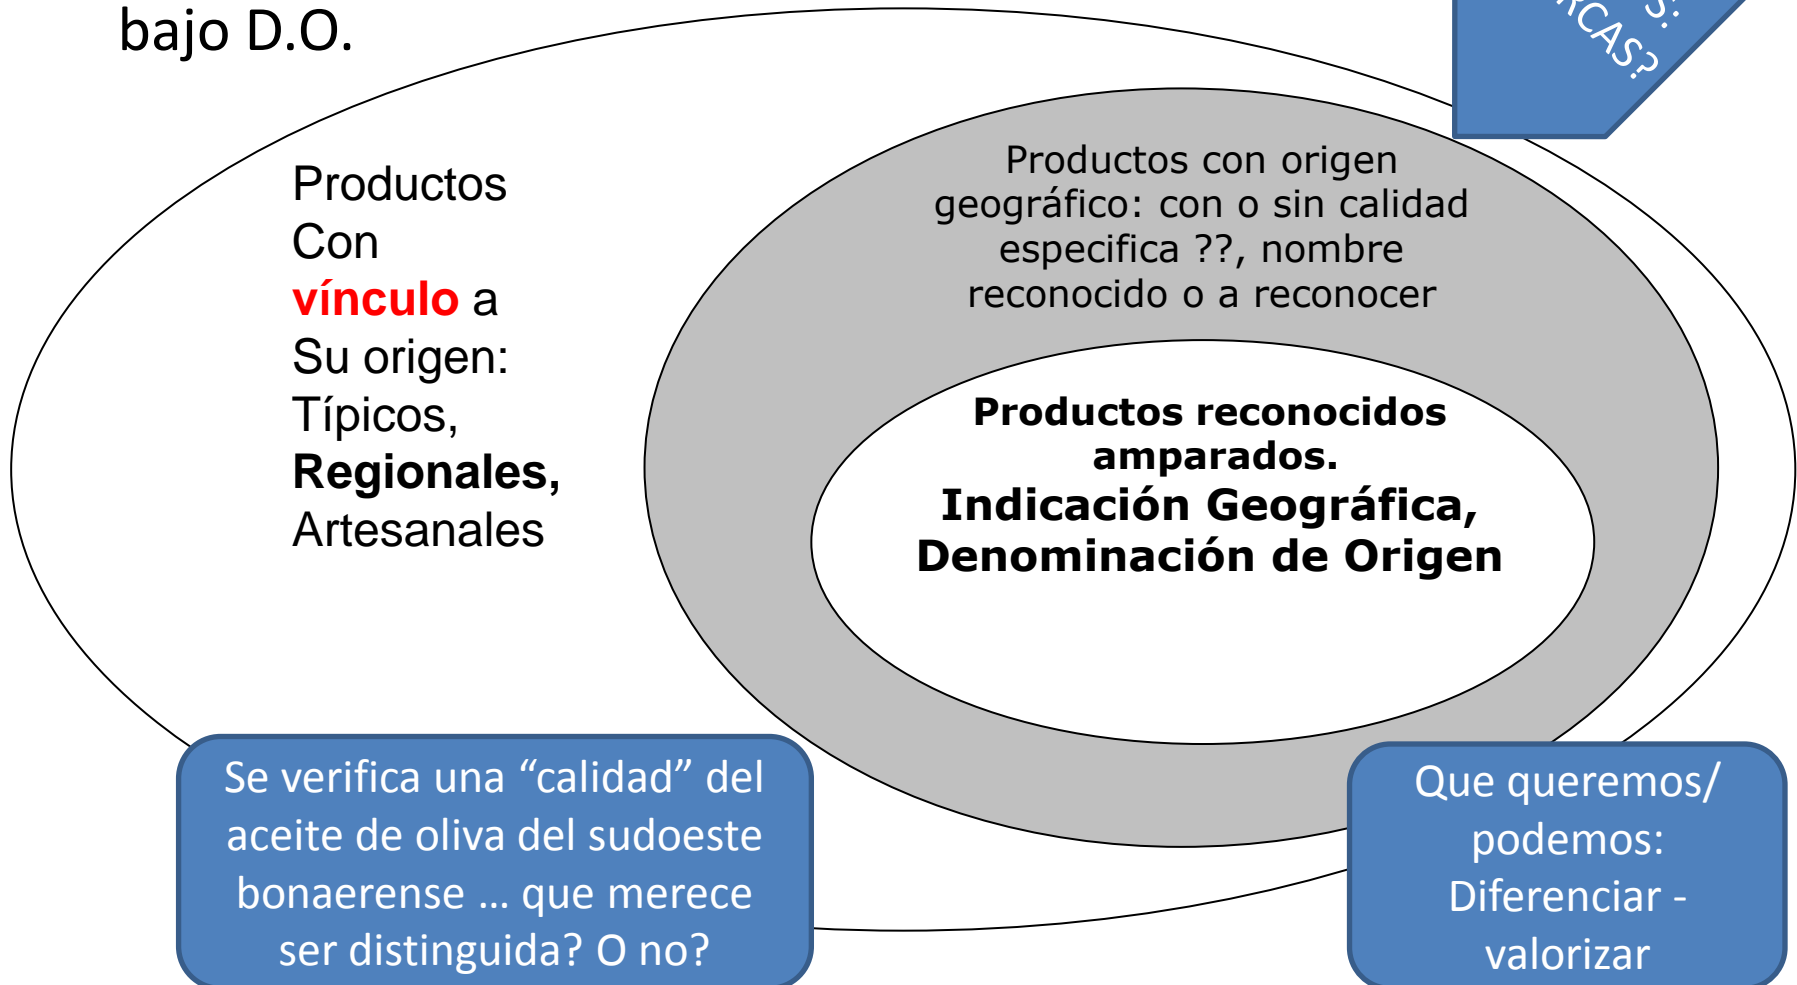 bajo D.O.
S:
RCAS?
Productos
Con
vínculo a
Su origen:
Típicos,
Regionales,
Artesanales
Productos con origen
geográfico: con o sin calidad
especifica ??, nombre
reconocido o a reconocer
Productos reconocidos
amparados.
Indicación Geográfica,
Denominación de Origen
Se verifica una “calidad” del
aceite de oliva del sudoeste
bonaerense … que merece
ser distinguida? O no?
Que queremos/
podemos:
Diferenciar -
valorizar